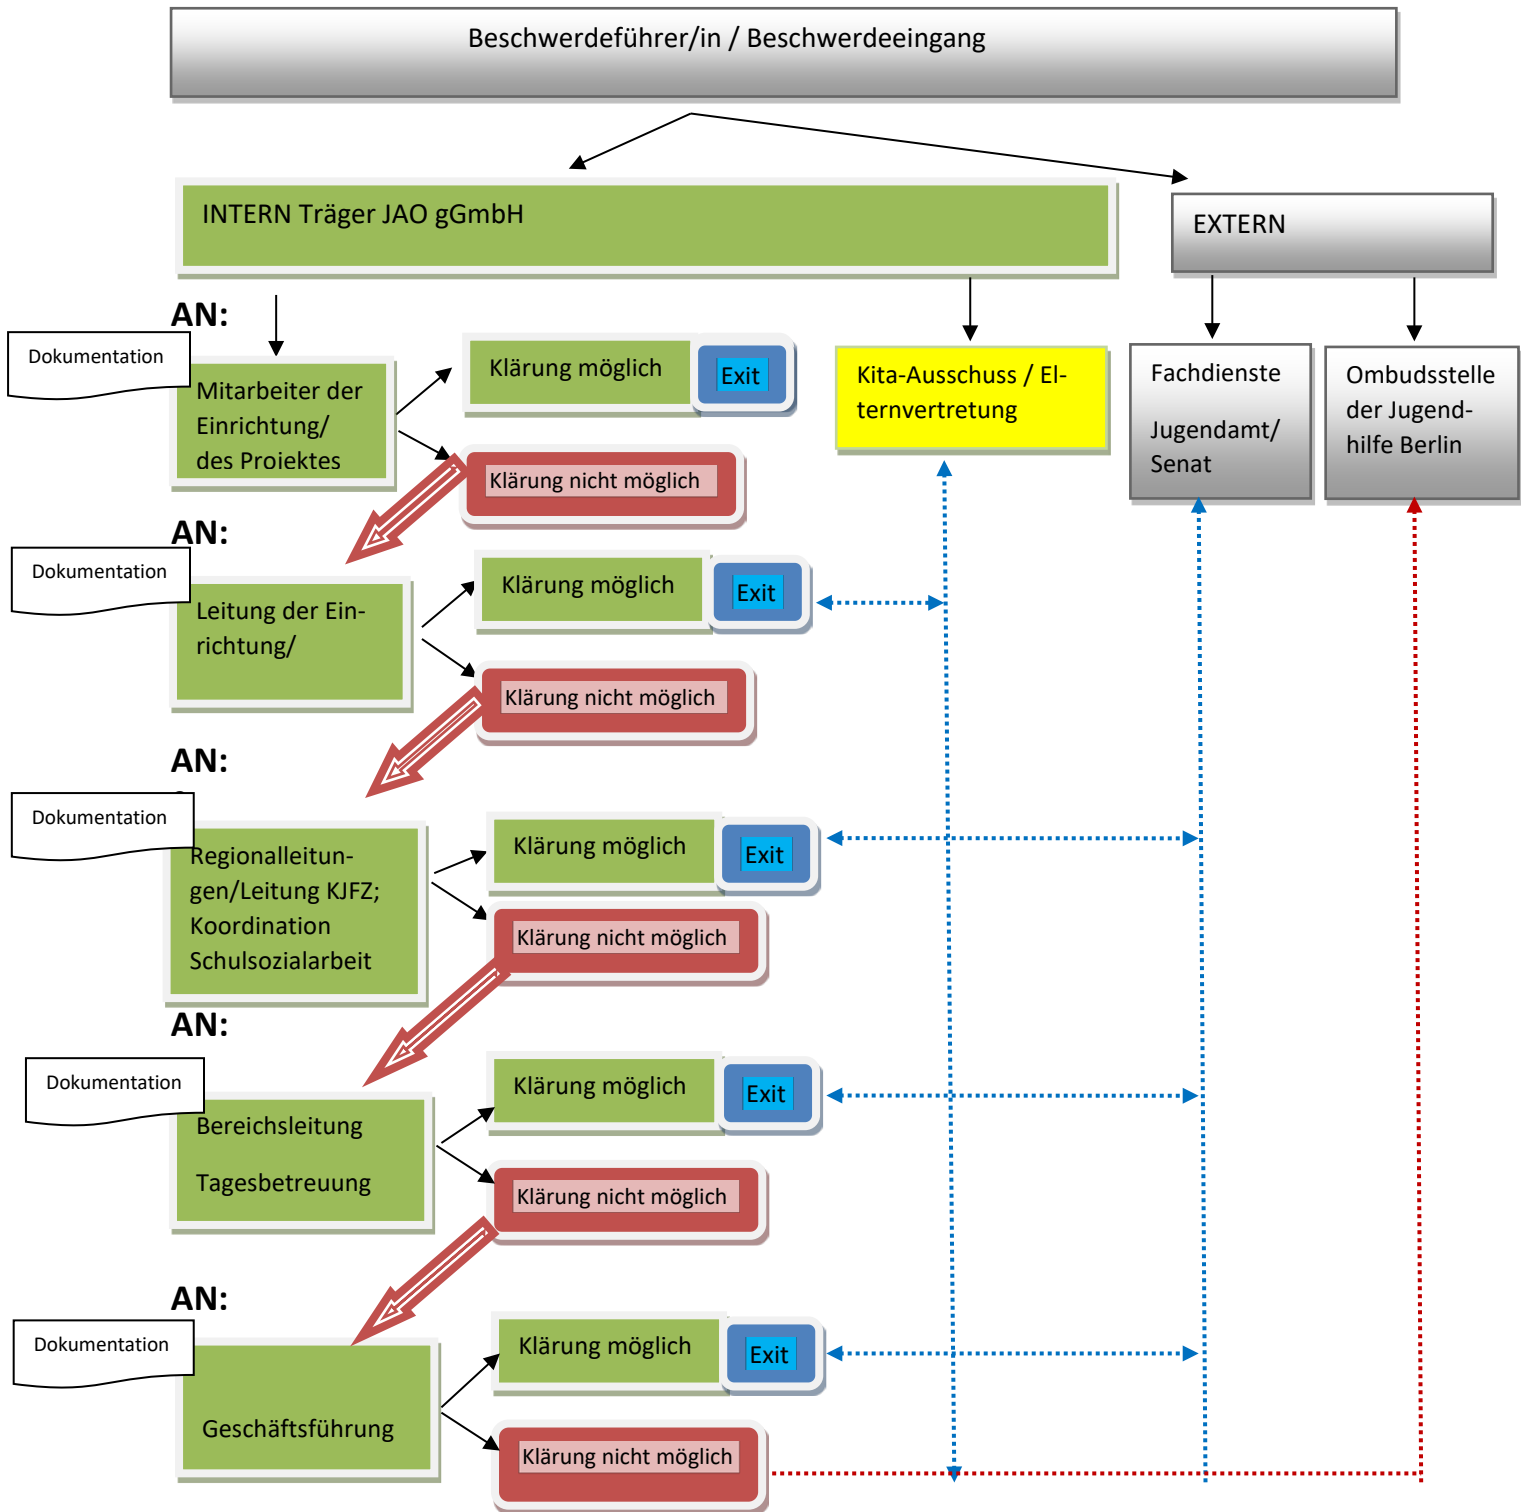 Beschwerdeführer/in / Beschwerdeeingang
INTERN Träger JAO gGmbH
EXTERN
AN:
Dokumentation
Mitarbeiter der
Einrichtung/
des Projektes
Klärung möglich
Exit
Klärung nicht möglich
Kita-Ausschuss / El-
ternvertretung
Fachdienste
Jugendamt/
Senat
Ombudsstelle
der Jugend-
hilfe Berlin
AN:
Dokumentation
Leitung der Ein-
richtung/
Klärung möglich
Exit
Klärung nicht möglich
AN:
Dokumentation
Regionalleitun-
gen/Leitung KJFZ;
Koordination
Schulsozialarbeit
Klärung möglich
Exit
Klärung nicht möglich
AN:
Dokumentation
Bereichsleitung
Tagesbetreuung
Klärung möglich
Exit
Klärung nicht möglich
AN:
Dokumentation
Geschäftsführung
Klärung möglich
Exit
Klärung nicht möglich